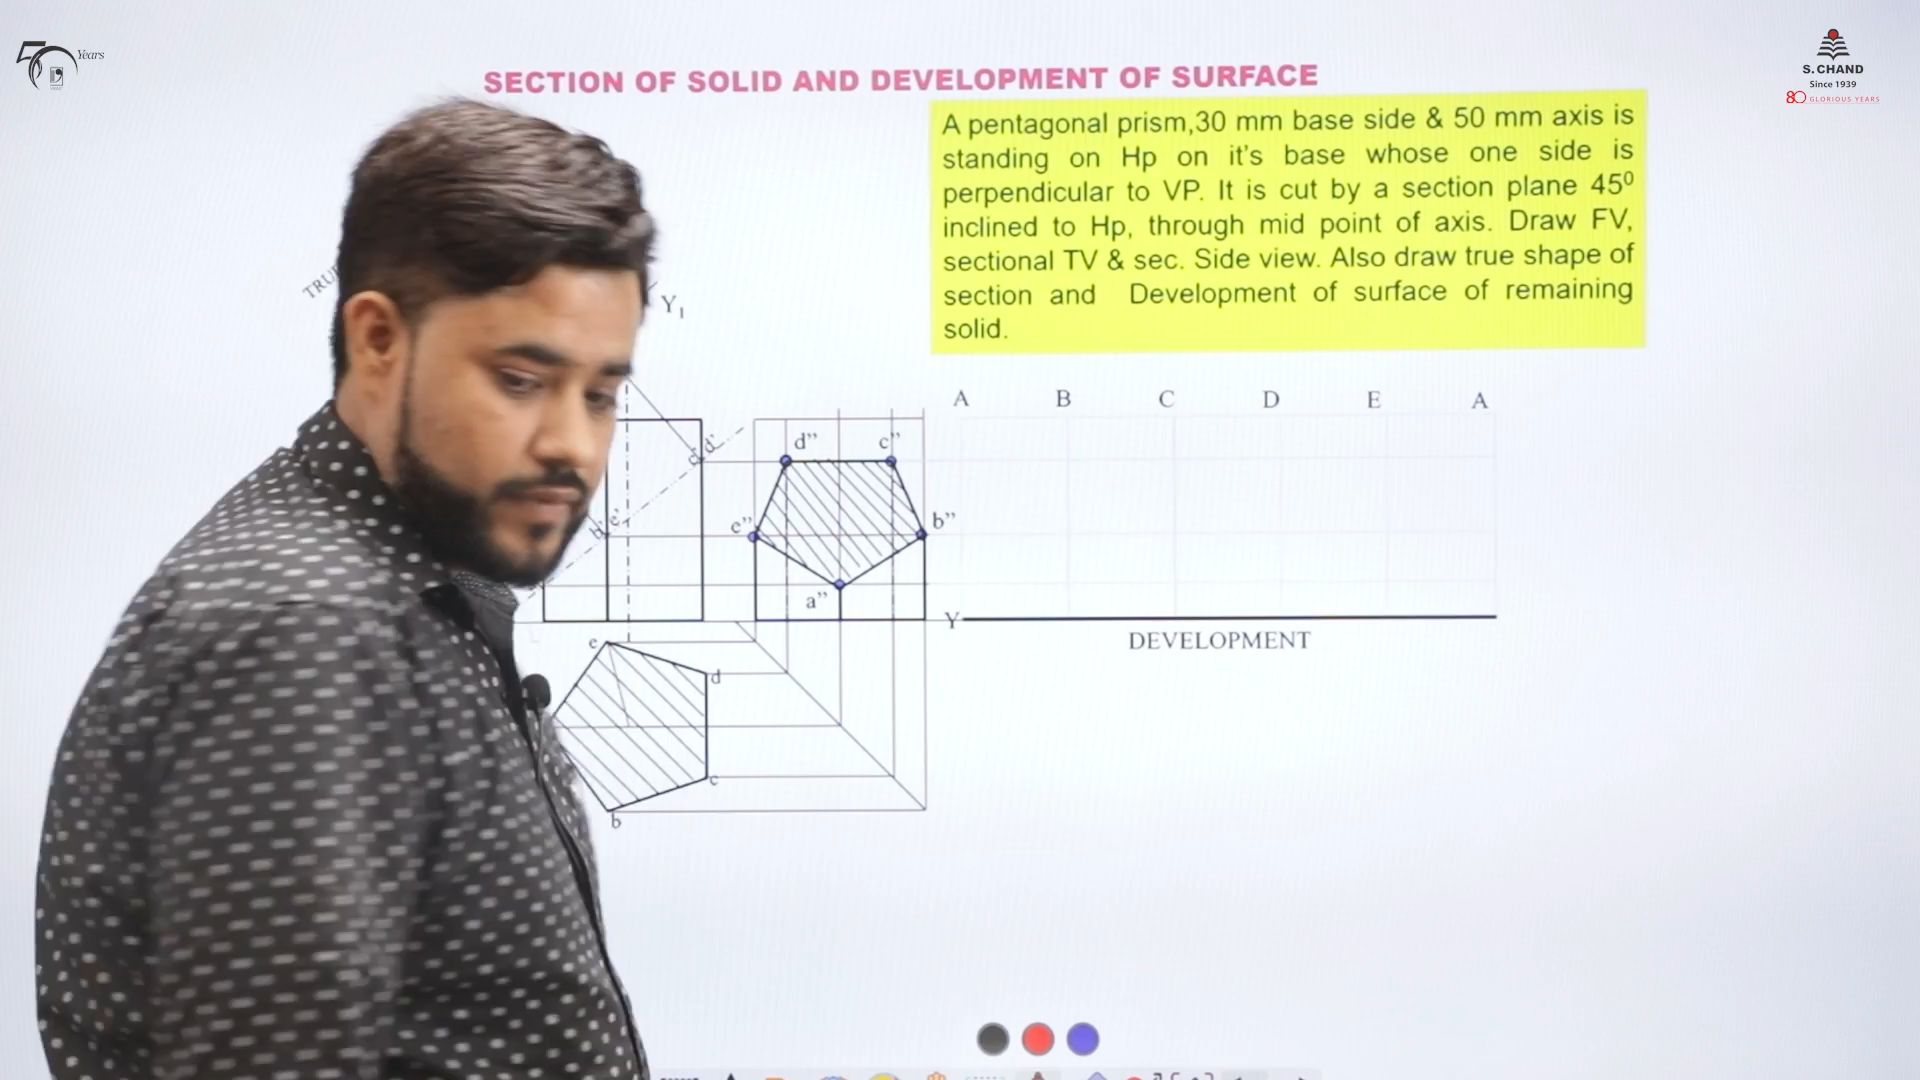 50 Years
S. CHAND
Since 1939
80 GLORIOUS YEARS
SECTION OF SOLID AND DEVELOPMENT OF SURFACE
A pentagonal prism,30 mm base side & 50 mm axis is
standing on Hp on it's base whose one side is
perpendicular to VP. It is cut by a section plane 45⁰
inclined to Hp, through mid point of axis. Draw FV,
sectional TV & sec. Side view. Also draw true shape of
section and Development of surface of remaining
solid.
Y₁
A B C D E A
d'
c'
d” c”
b' e'
e” b”
a”
Y
DEVELOPMENT
e
d
c
b